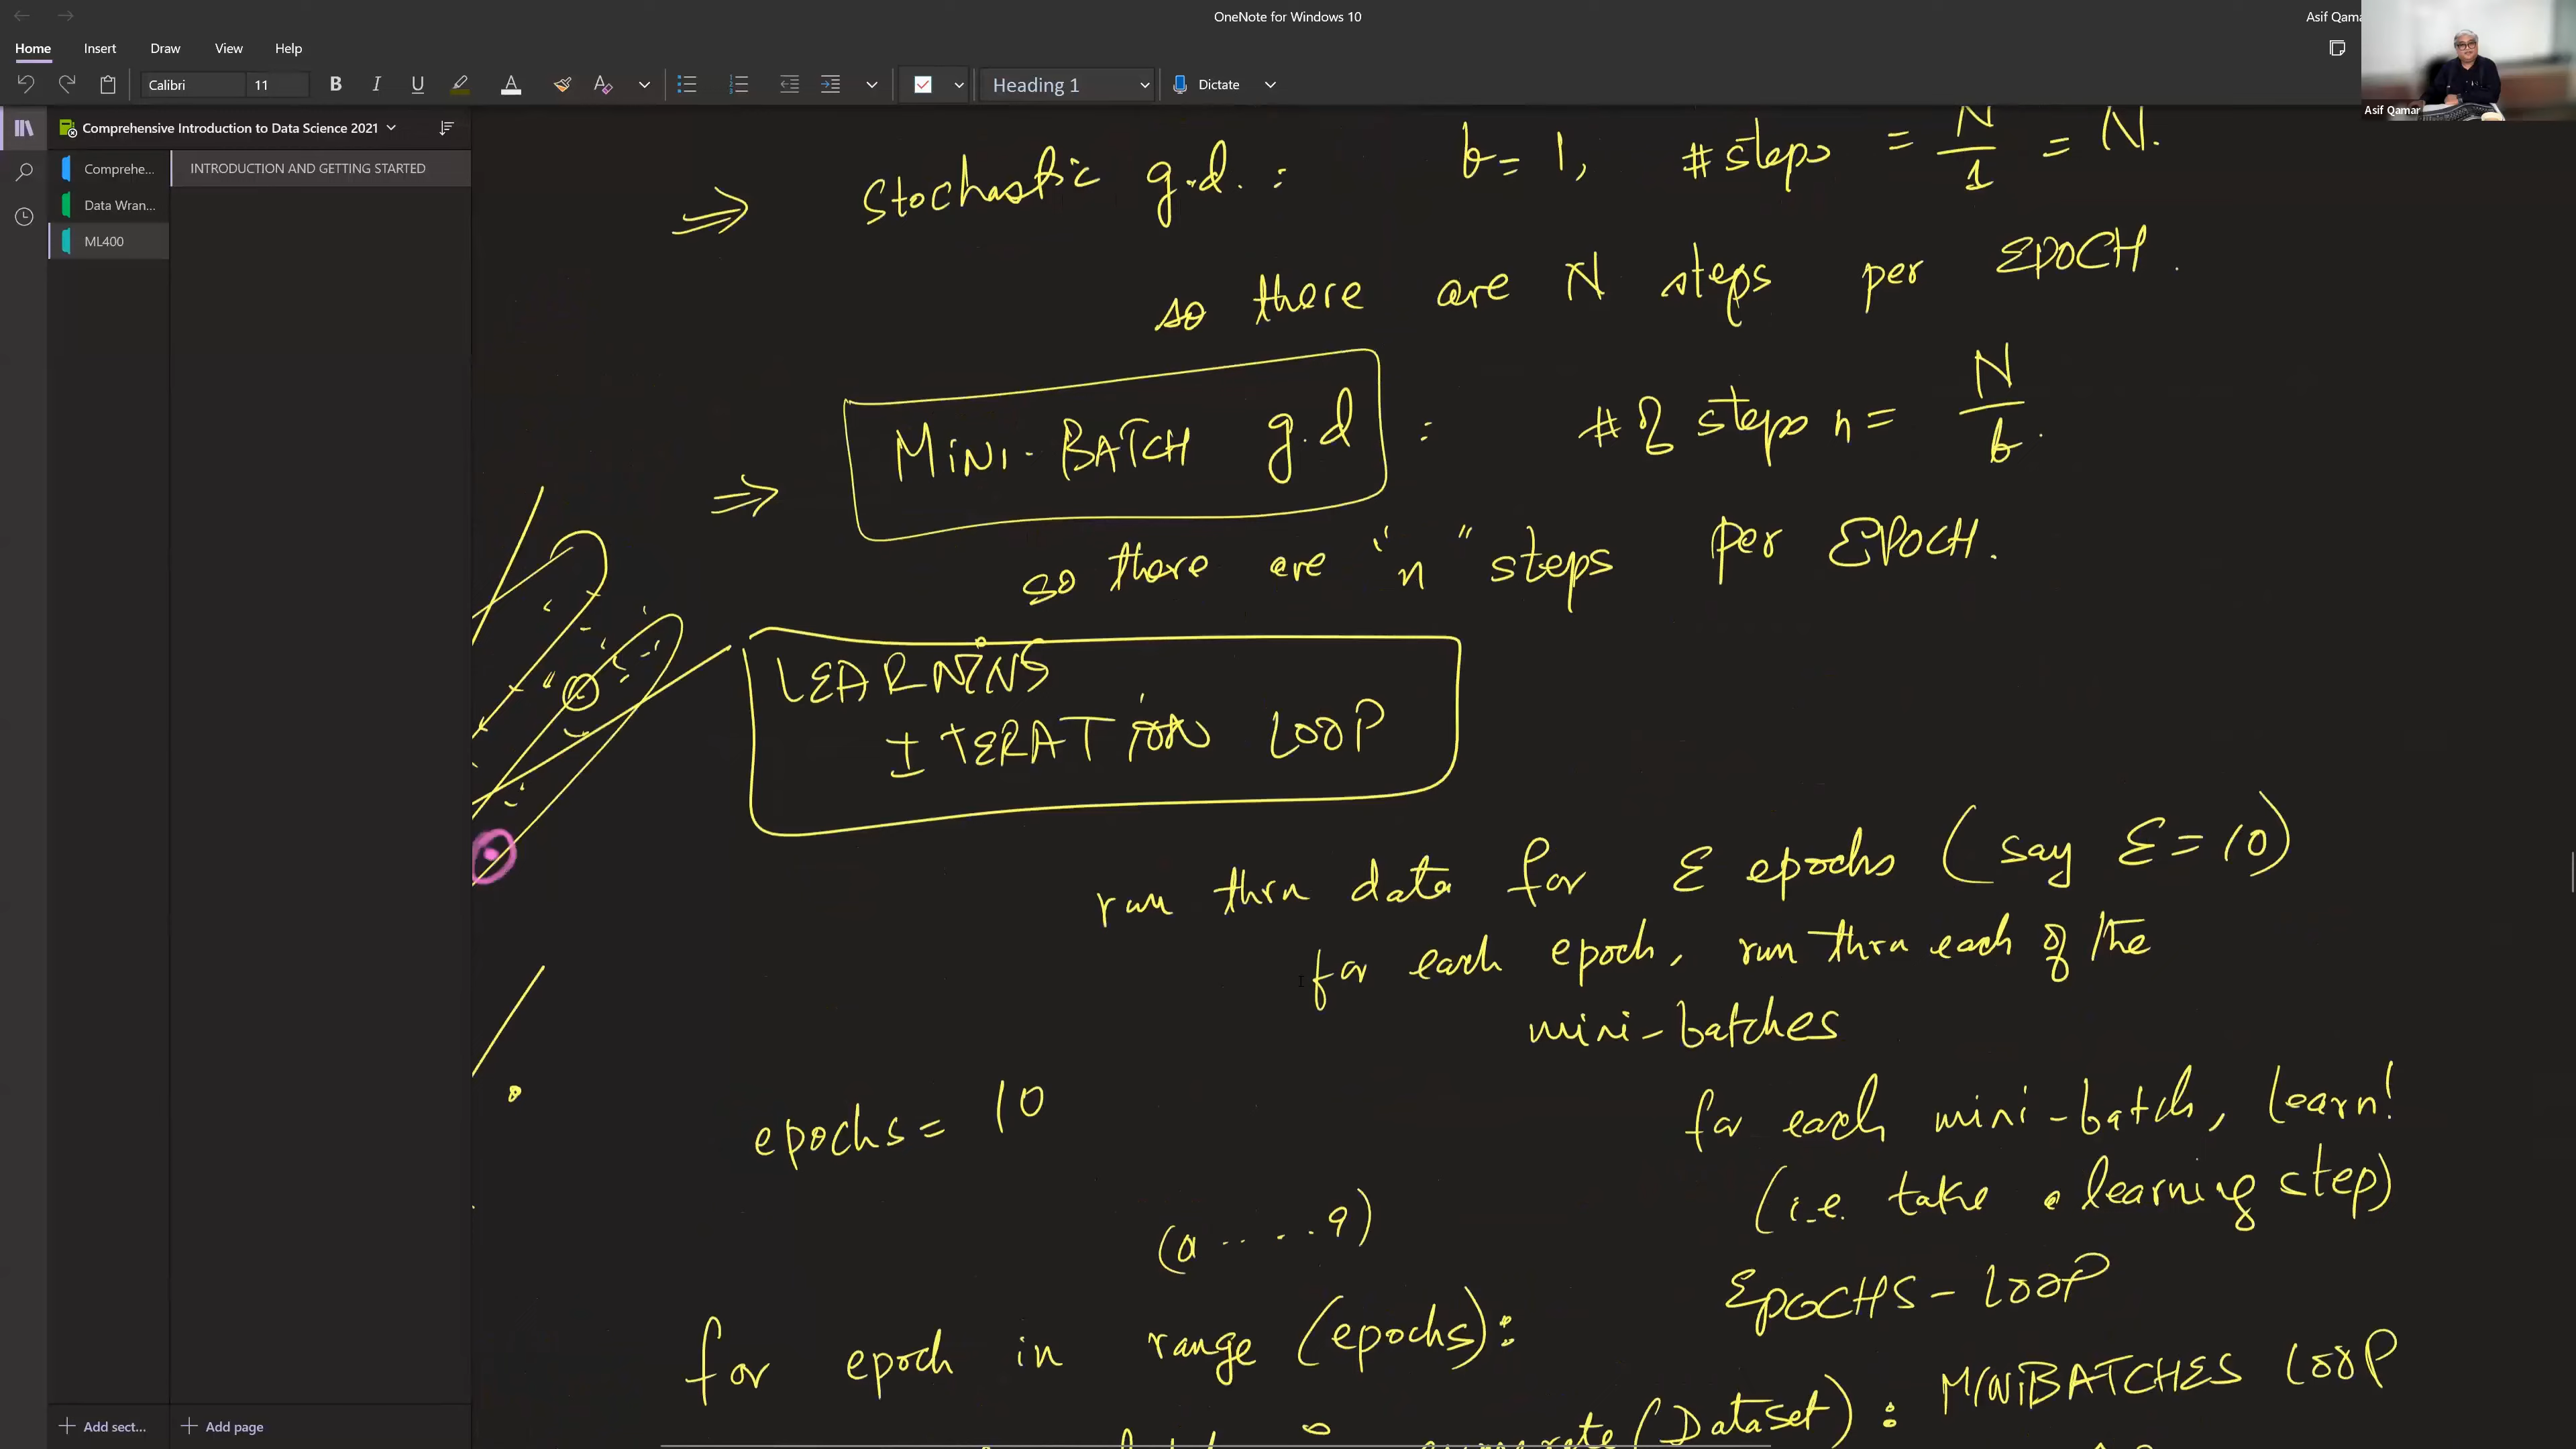 OneNote for Windows 10
Asif Qama
Home Insert Draw View Help
Calibri 11 B I U A Heading 1 Dictate
Asif Qamar
Comprehensive Introduction to Data Science 2021
Comprehe... INTRODUCTION AND GETTING STARTED
Data Wran...
ML400
⇒ Stochastic g.d. : b = 1, # steps = N/1 = N.
so there are N steps per EPOCH.
⇒ MINI-BATCH g.d : # of steps n = N/b.
so there are "n" steps per EPOCH.
LEARNING
ITERATION LOOP
run thru data for ε epochs (say ε = 10)
for each epoch, run thru each of the
mini-batches
epochs = 10
for each mini-batch, learn!
(i.e. take a learning step)
EPOCHS-LOOP
for epoch in range (epochs):
MINIBATCHES LOOP
enumerate (Dataset) :
Add sect... Add page